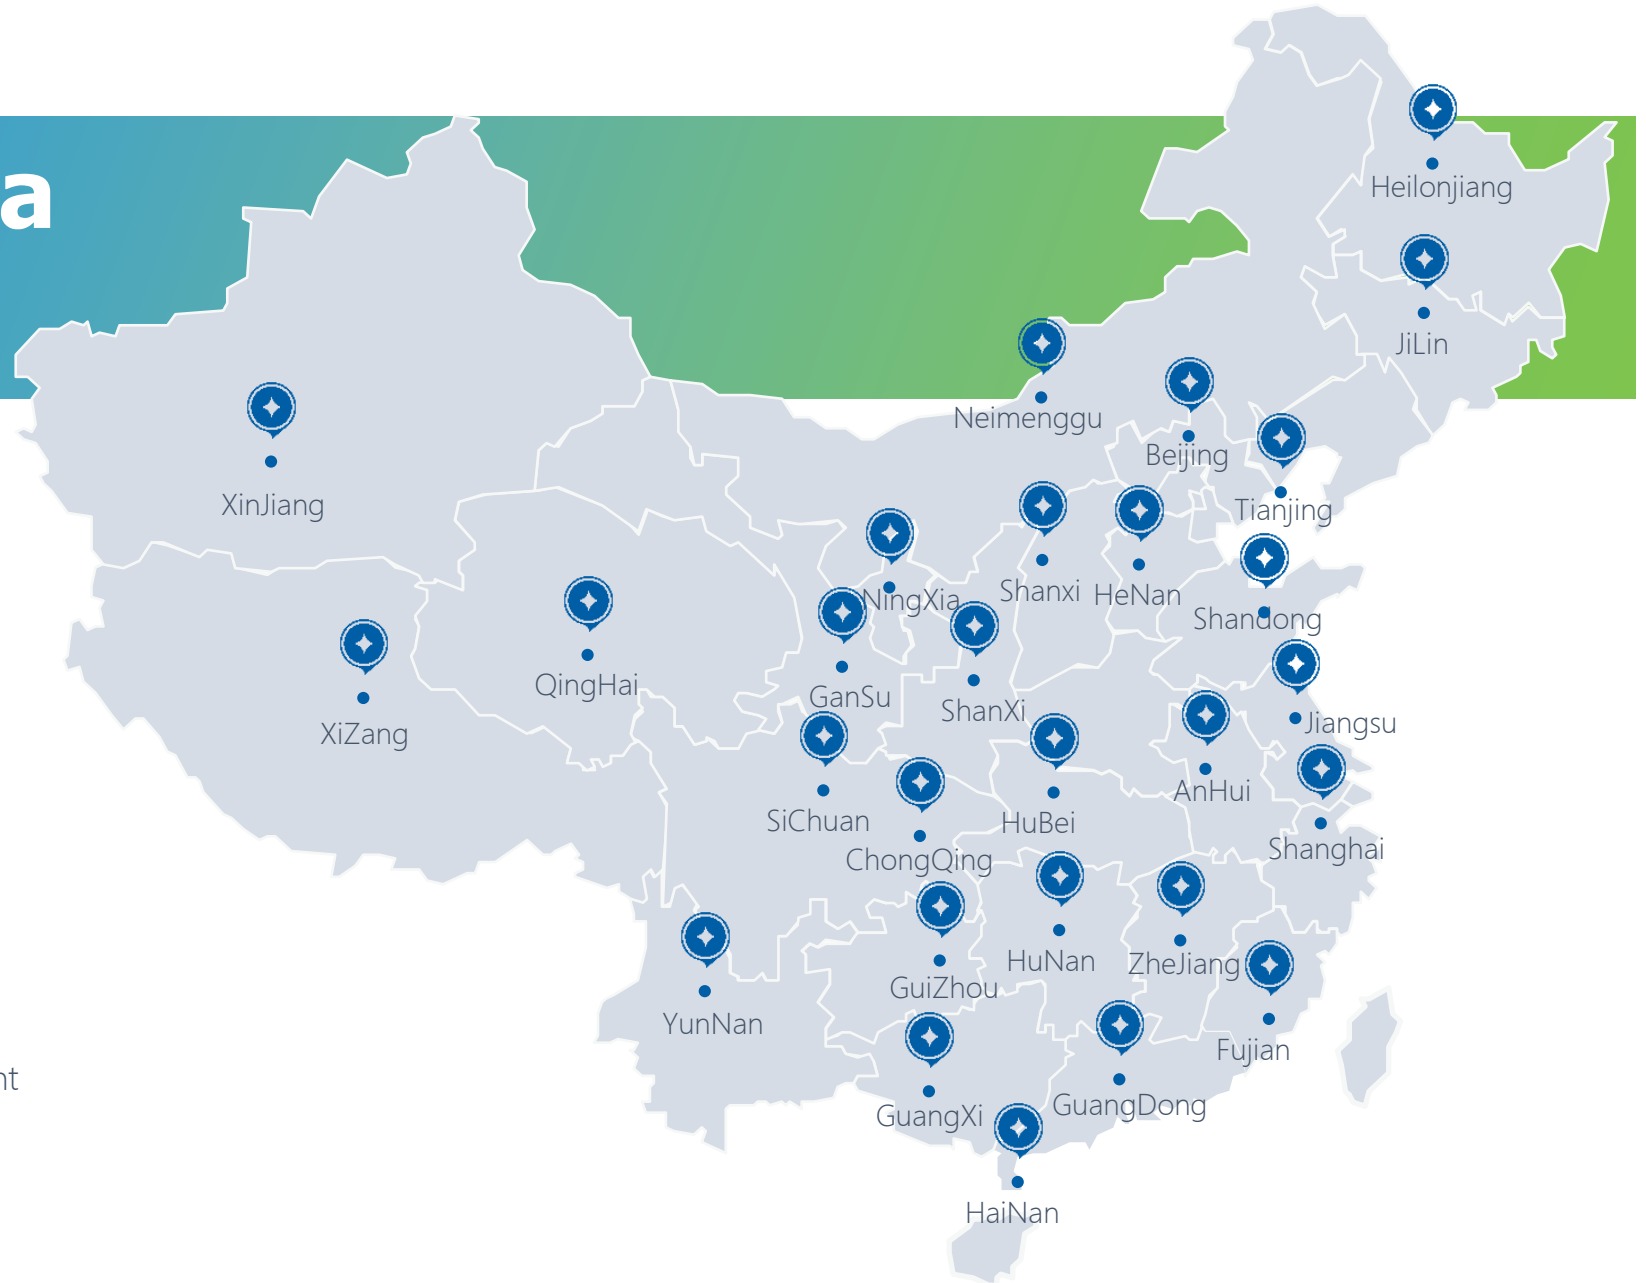 a
Heilonjiang
JiLin
Neimenggu
Beijing
XinJiang
Tianjing
NingXia
Shanxi
HeNan
Shandong
QingHai
GanSu
ShanXi
Jiangsu
XiZang
AnHui
SiChuan
HuBei
Shanghai
ChongQing
HuNan
ZheJiang
GuiZhou
YunNan
Fujian
nt
GuangXi
GuangDong
HaiNan